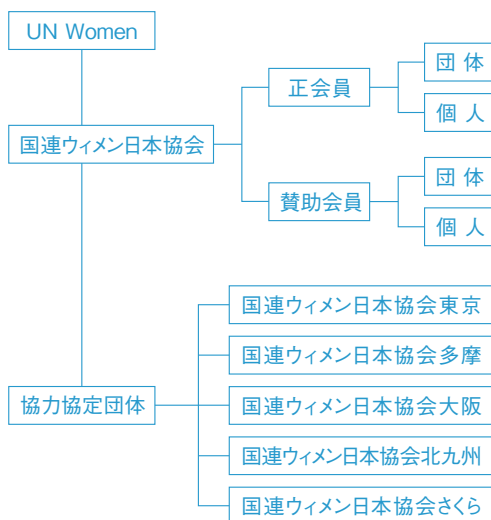 UN Women
国連ウィメン日本協会
正会員
団体
個人
賛助会員
団体
個人
協力協定団体
国連ウィメン日本協会東京
国連ウィメン日本協会多摩
国連ウィメン日本協会大阪
国連ウィメン日本協会北九州
国連ウィメン日本協会さくら